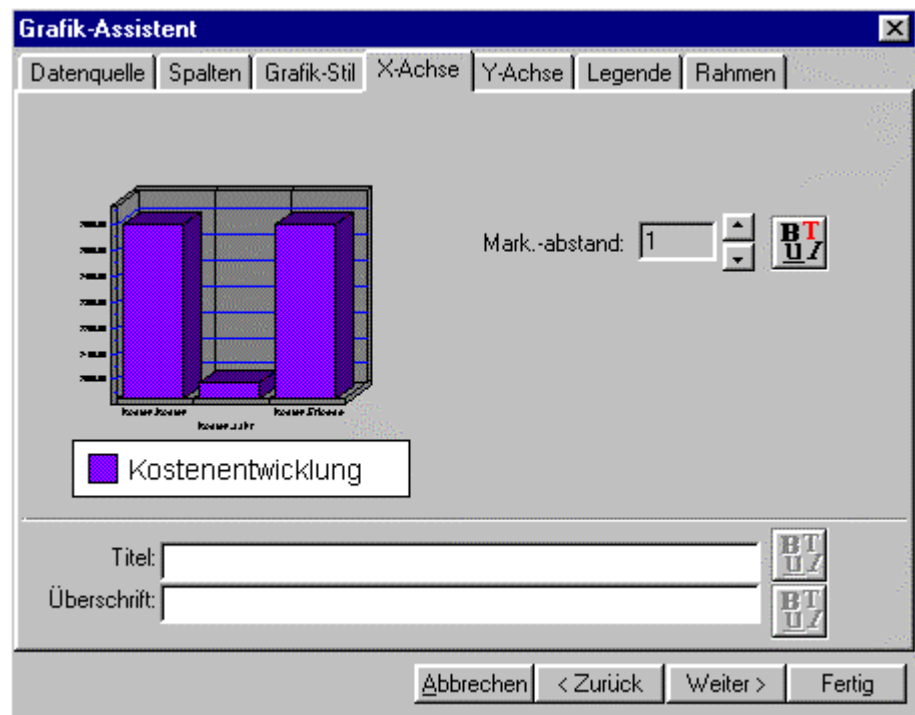 Grafik-Assistent
Datenquelle Spalten Grafik-Stil X-Achse Y-Achse Legende Rahmen
Mark.-abstand: 1
B T U I
Kostenentwicklung
Titel:
B T U I
Überschrift:
B T U I
Abbrechen < Zurück Weiter > Fertig